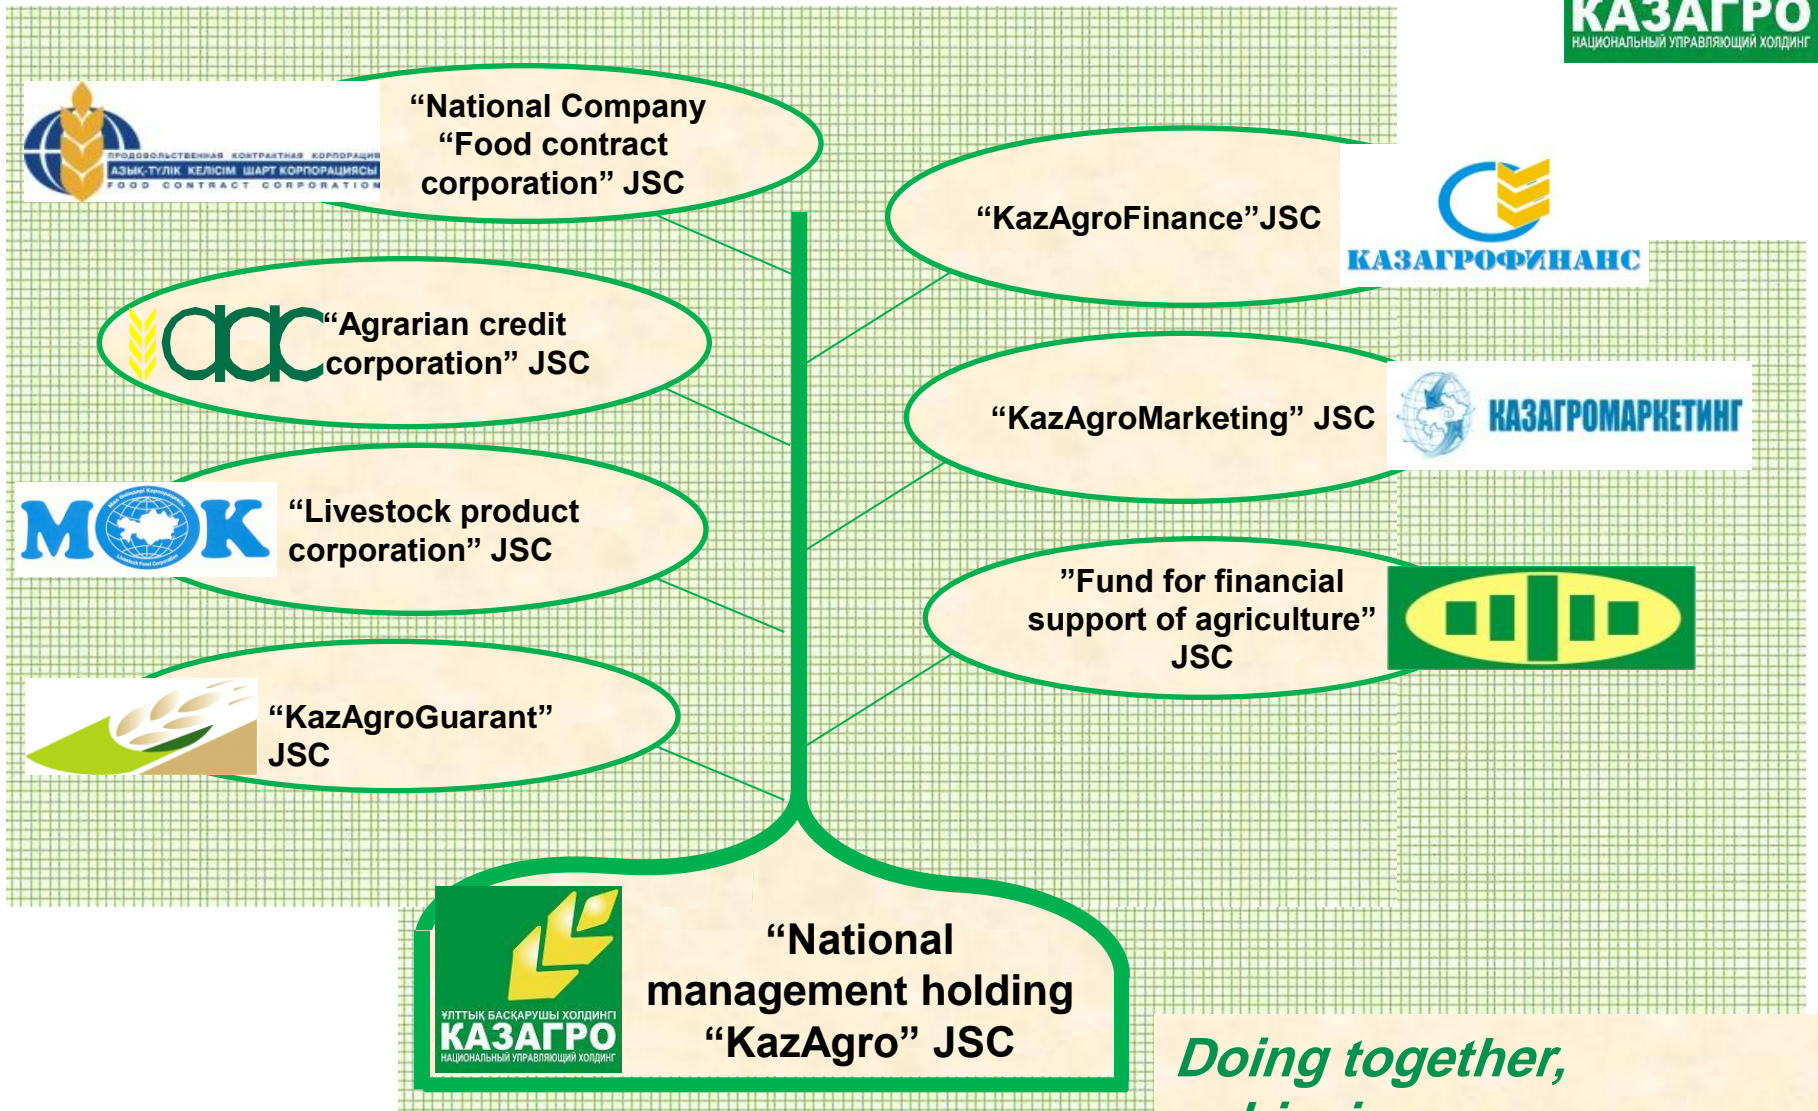 КАЗАГРО
НАЦИОНАЛЬНЫЙ УПРАВЛЯЮЩИЙ ХОЛДИНГ
ПРОДОВОЛЬСТВЕННАЯ КОНТРАКТНАЯ КОРПОРАЦИЯ
АЗЫҚ-ТҮЛІК КЕЛІСІМ ШАРТ КОРПОРАЦИЯСЫ
FOOD CONTRACT CORPORATION
“National Company
“Food contract
corporation” JSC
“KazAgroFinance”JSC
КАЗАГРОФИНАНС
“Agrarian credit
corporation” JSC
“KazAgroMarketing” JSC
КАЗАГРОМАРКЕТИНГ
МОК
“Livestock product
corporation” JSC
”Fund for financial
support of agriculture”
JSC
“KazAgroGuarant”
JSC
ҰЛТТЫҚ БАСҚАРУШЫ ХОЛДИНГІ
КАЗАГРО
НАЦИОНАЛЬНЫЙ УПРАВЛЯЮЩИЙ ХОЛДИНГ
“National
management holding
“KazAgro” JSC
Doing together,